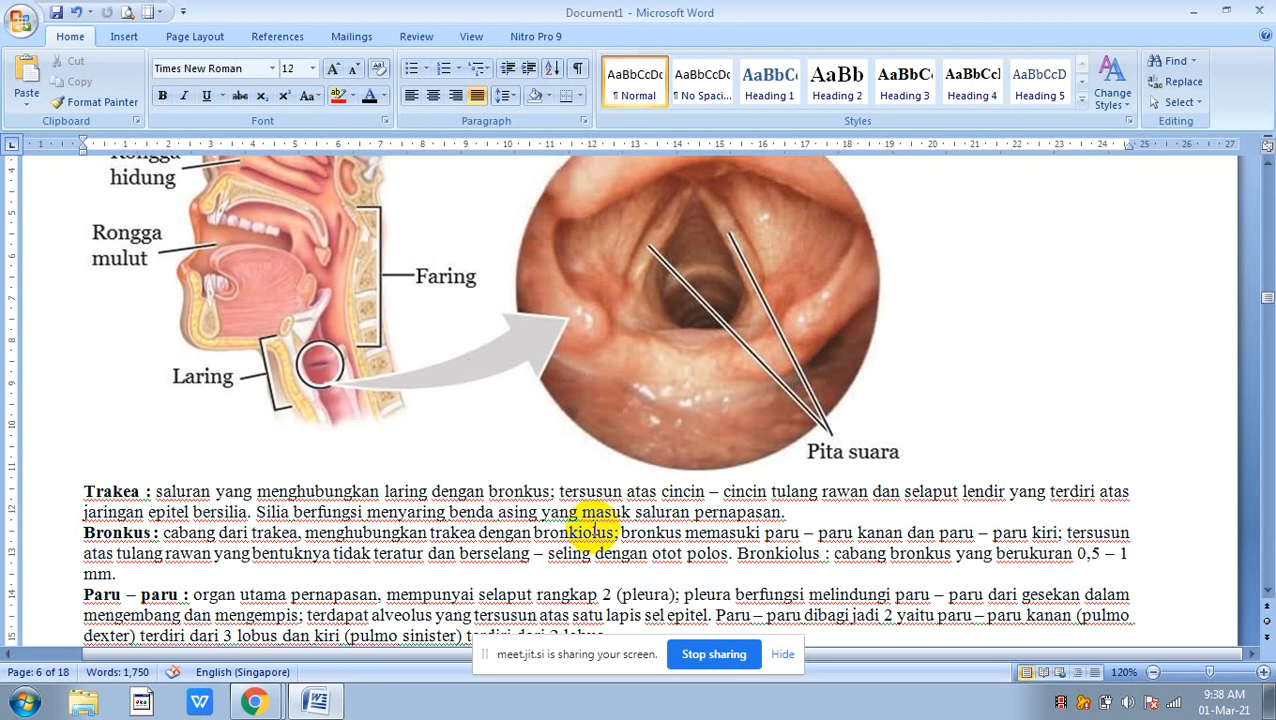 Document1 - Microsoft Word
Home Insert Page Layout References Mailings Review View Nitro Pro 9
Paste
Cut
Copy
Format Painter
Clipboard
Times New Roman 12
Font
Paragraph
AaBbCcDc AaBbCcDc AaBbCc AaBb AaBbCcI AaBbCcI AaBbCcD
¶ Normal ¶ No Spaci... Heading 1 Heading 2 Heading 3 Heading 4 Heading 5
Styles
Change Styles
Find
Replace
Select
Editing
Rongga
hidung
Rongga
mulut
Faring
Laring
Pita suara
Trakea : saluran yang menghubungkan laring dengan bronkus; tersusun atas cincin – cincin tulang rawan dan selaput lendir yang terdiri atas
jaringan epitel bersilia. Silia berfungsi menyaring benda asing yang masuk saluran pernapasan.
Bronkus : cabang dari trakea, menghubungkan trakea dengan bronkiolus; bronkus memasuki paru – paru kanan dan paru – paru kiri; tersusun
atas tulang rawan yang bentuknya tidak teratur dan berselang – seling dengan otot polos. Bronkiolus : cabang bronkus yang berukuran 0,5 – 1
mm.
Paru – paru : organ utama pernapasan, mempunyai selaput rangkap 2 (pleura); pleura berfungsi melindungi paru – paru dari gesekan dalam
mengembang dan mengempis; terdapat alveolus yang tersusun atas satu lapis sel epitel. Paru – paru dibagi jadi 2 yaitu paru – paru kanan (pulmo
dexter) terdiri dari 3 lobus dan kiri (pulmo sinister) terdiri dari 2 lobus.
meet.jit.si is sharing your screen. Stop sharing Hide
Page: 6 of 18 Words: 1,750 English (Singapore) 120%
9:38 AM
01-Mar-21